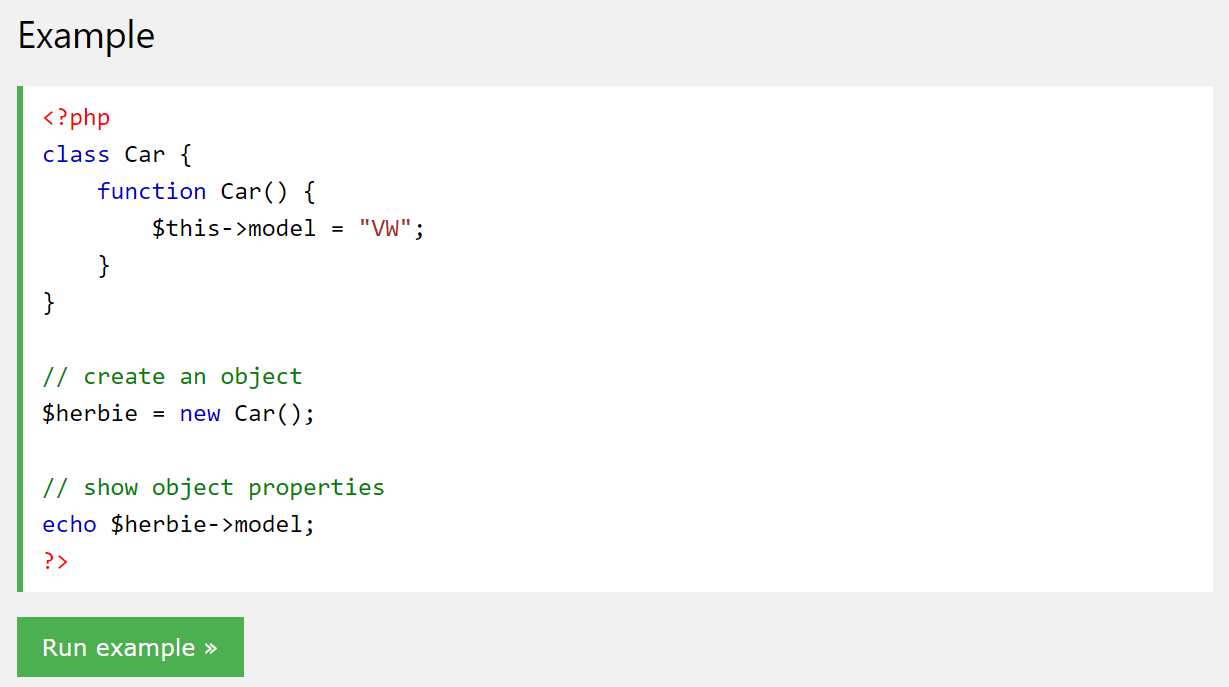 Example
<?php
class Car {
    function Car() {
        $this->model = "VW";
    }
}
// create an object
$herbie = new Car();
// show object properties
echo $herbie->model;
?>
Run example »